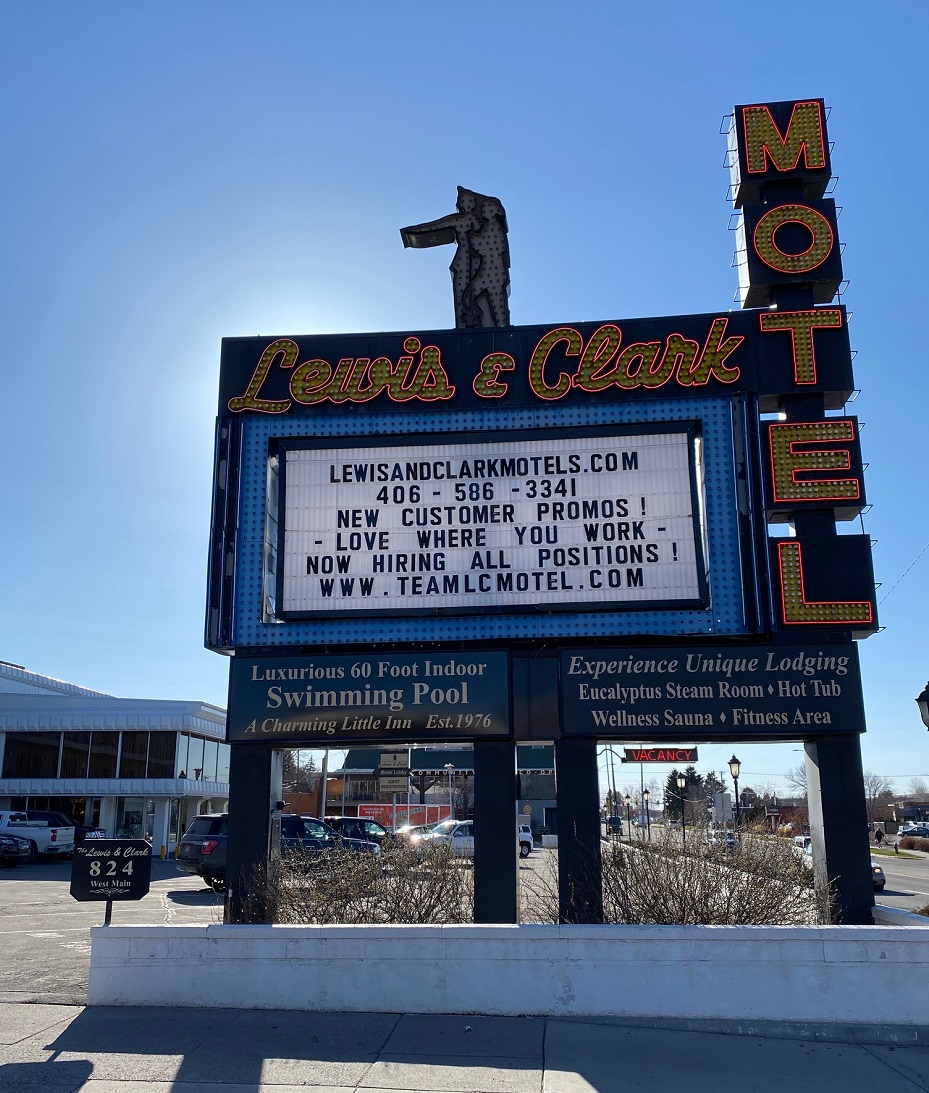 MOTEL
Lewis & Clark
LEWISANDCLARKMOTELS.COM
406 - 586 - 3341
NEW CUSTOMER PROMOS !
- LOVE WHERE YOU WORK -
NOW HIRING ALL POSITIONS !
WWW . TEAMLCMOTEL . COM
Luxurious 60 Foot Indoor
Swimming Pool
A Charming Little Inn Est.1976
Experience Unique Lodging
Eucalyptus Steam Room ♦ Hot Tub
Wellness Sauna ♦ Fitness Area
VACANCY
Motel Lobby
The Lewis & Clark
824
West Main